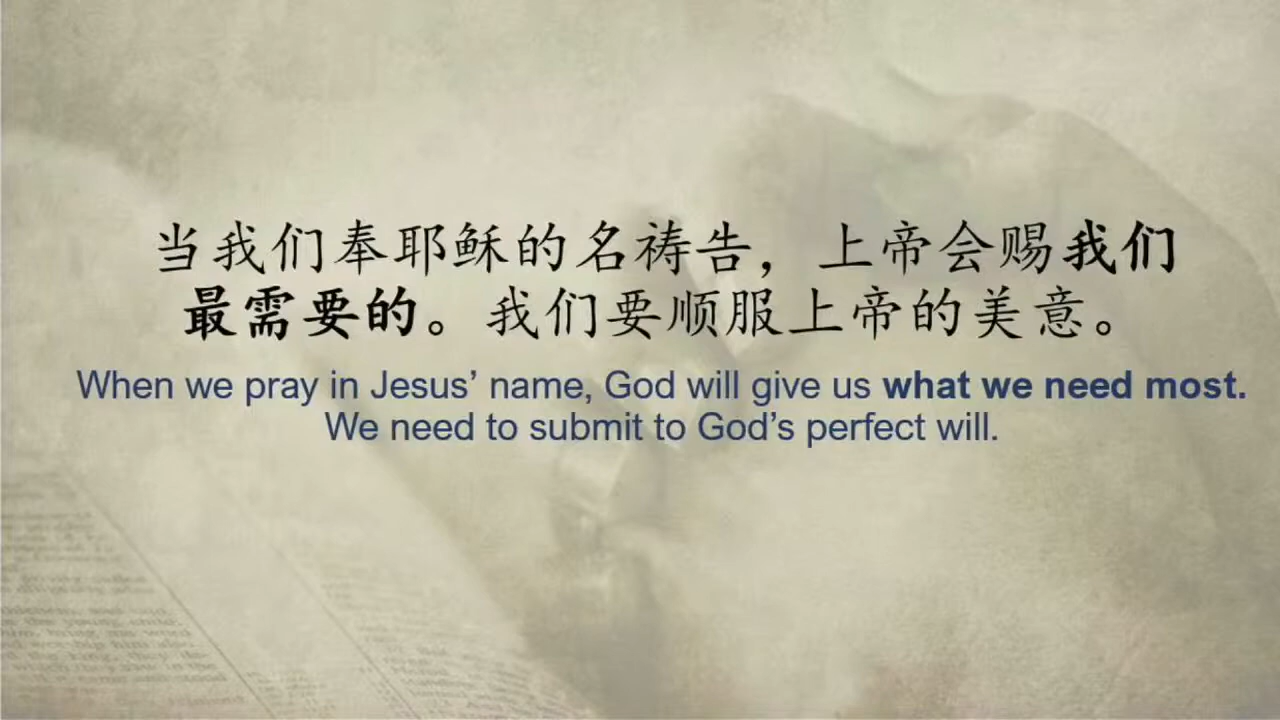 当我们奉耶稣的名祷告，上帝会赐我们
最需要的。我们要顺服上帝的美意。
When we pray in Jesus’ name, God will give us what we need most.
We need to submit to God’s perfect will.